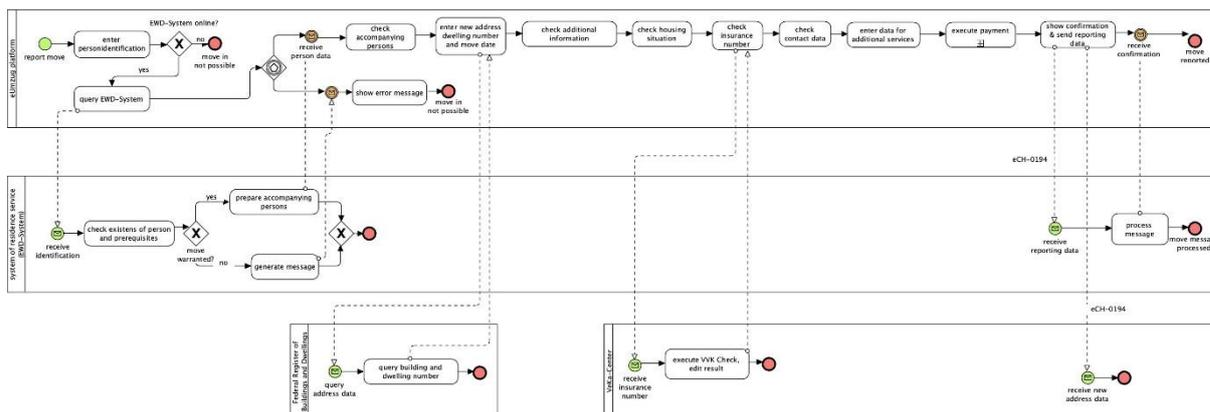 eUmzug platform
report move
enter
personidentification
EWD-System online?
X
no
move in
not possible
yes
query EWD-System
receive
person data
check
accompanying
persons
enter new address
dwelling number
and move date
check additional
information
check housing
situation
check
insurance
number
check
contact data
enter data for
additional services
execute payment
show confirmation
& send reporting
data
receive
confirmation
move
reported
show error message
move in
not possible
eCH-0194
system of residence service
(EWD-System)
receive
identification
check existens of person
and prerequisites
X
move
warranted?
yes
prepare accompanying
persons
no
generate message
X
receive
reporting data
process
message
move messa
processed
eCH-0194
Federal Register of
Buildings and Dwellings
query
address data
query building and
dwelling number
VeKa-Center
receive
insurance
number
execute VVK Check,
edit result
receive new
address data